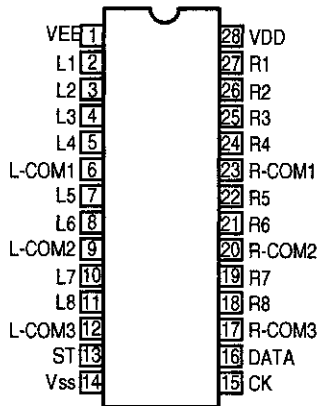 VEE 1 28 VDD
L1 2 27 R1
L2 3 26 R2
L3 4 25 R3
L4 5 24 R4
L-COM1 6 23 R-COM1
L5 7 22 R5
L6 8 21 R6
L-COM2 9 20 R-COM2
L7 10 19 R7
L8 11 18 R8
L-COM3 12 17 R-COM3
ST 13 16 DATA
Vss 14 15 CK